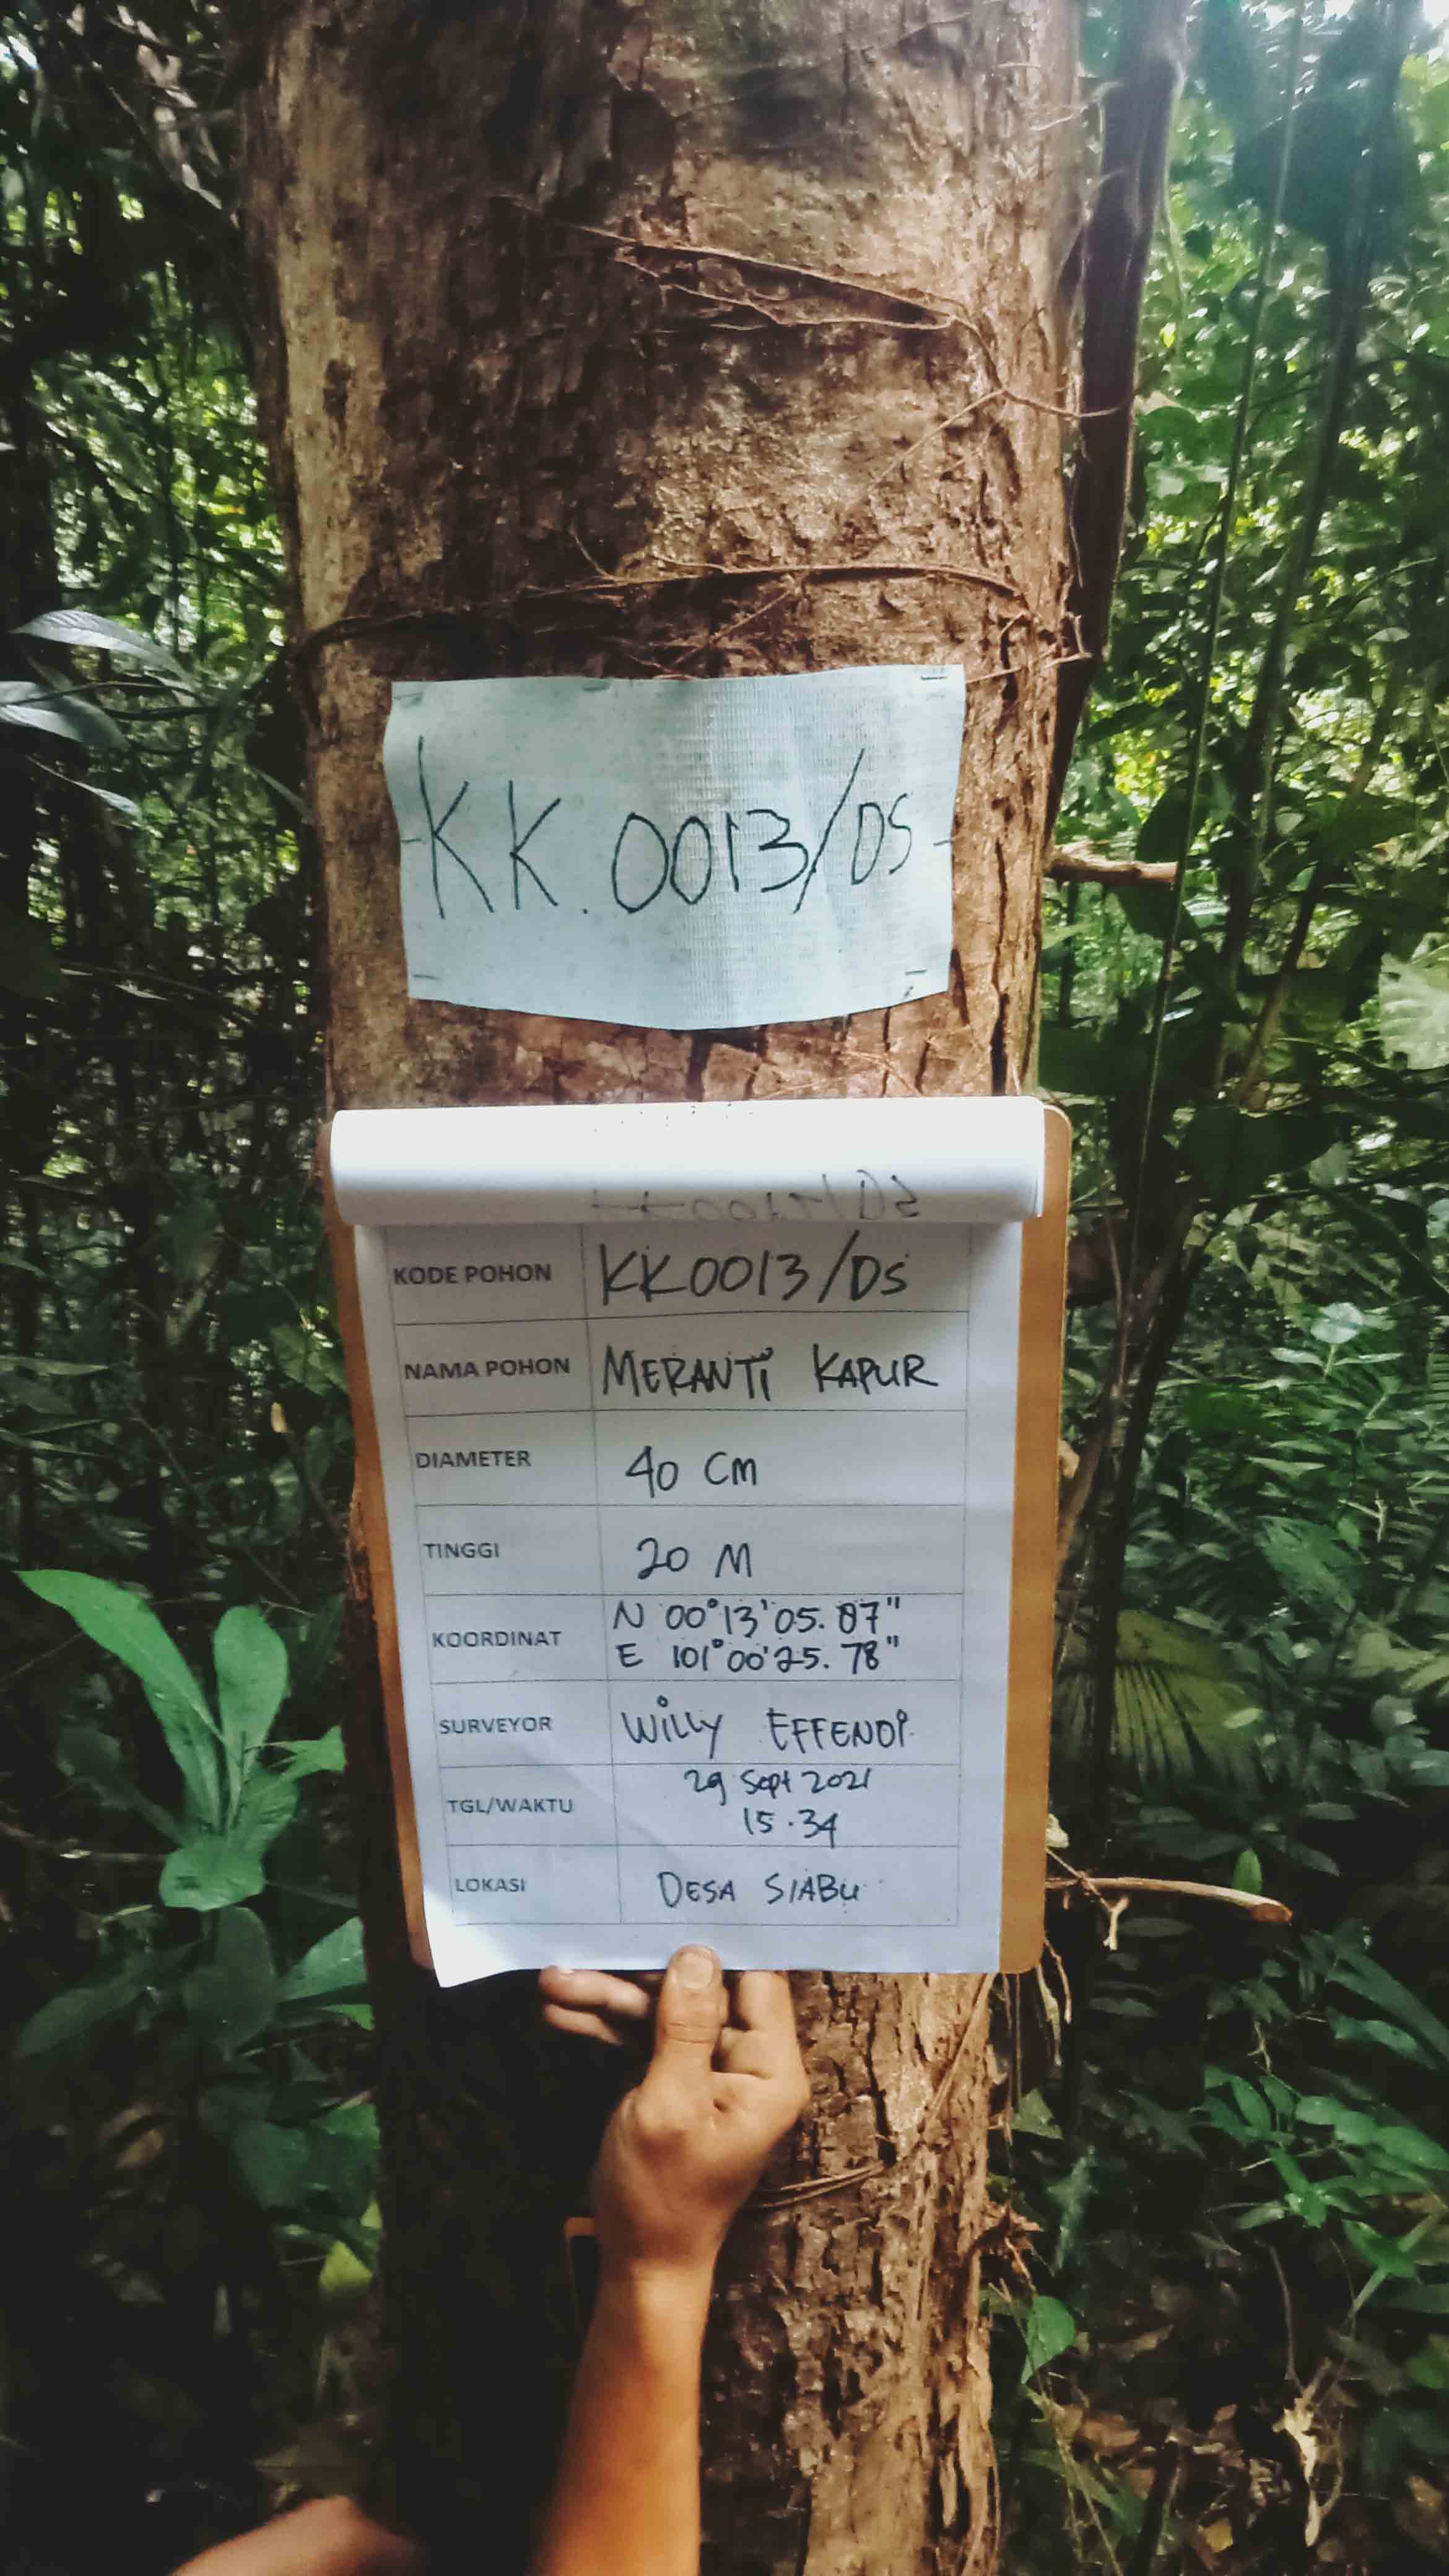 KK.0013/DS
KODE POHON KK0013/DS
NAMA POHON MERANTI KAPUR
DIAMETER 40 CM
TINGGI 20 M
KOORDINAT N 00°13'05.07"
E 101°00'25.78"
SURVEYOR WILLY EFFENDI
TGL/WAKTU 29 Sept 2021
15.34
LOKASI DESA SIABU